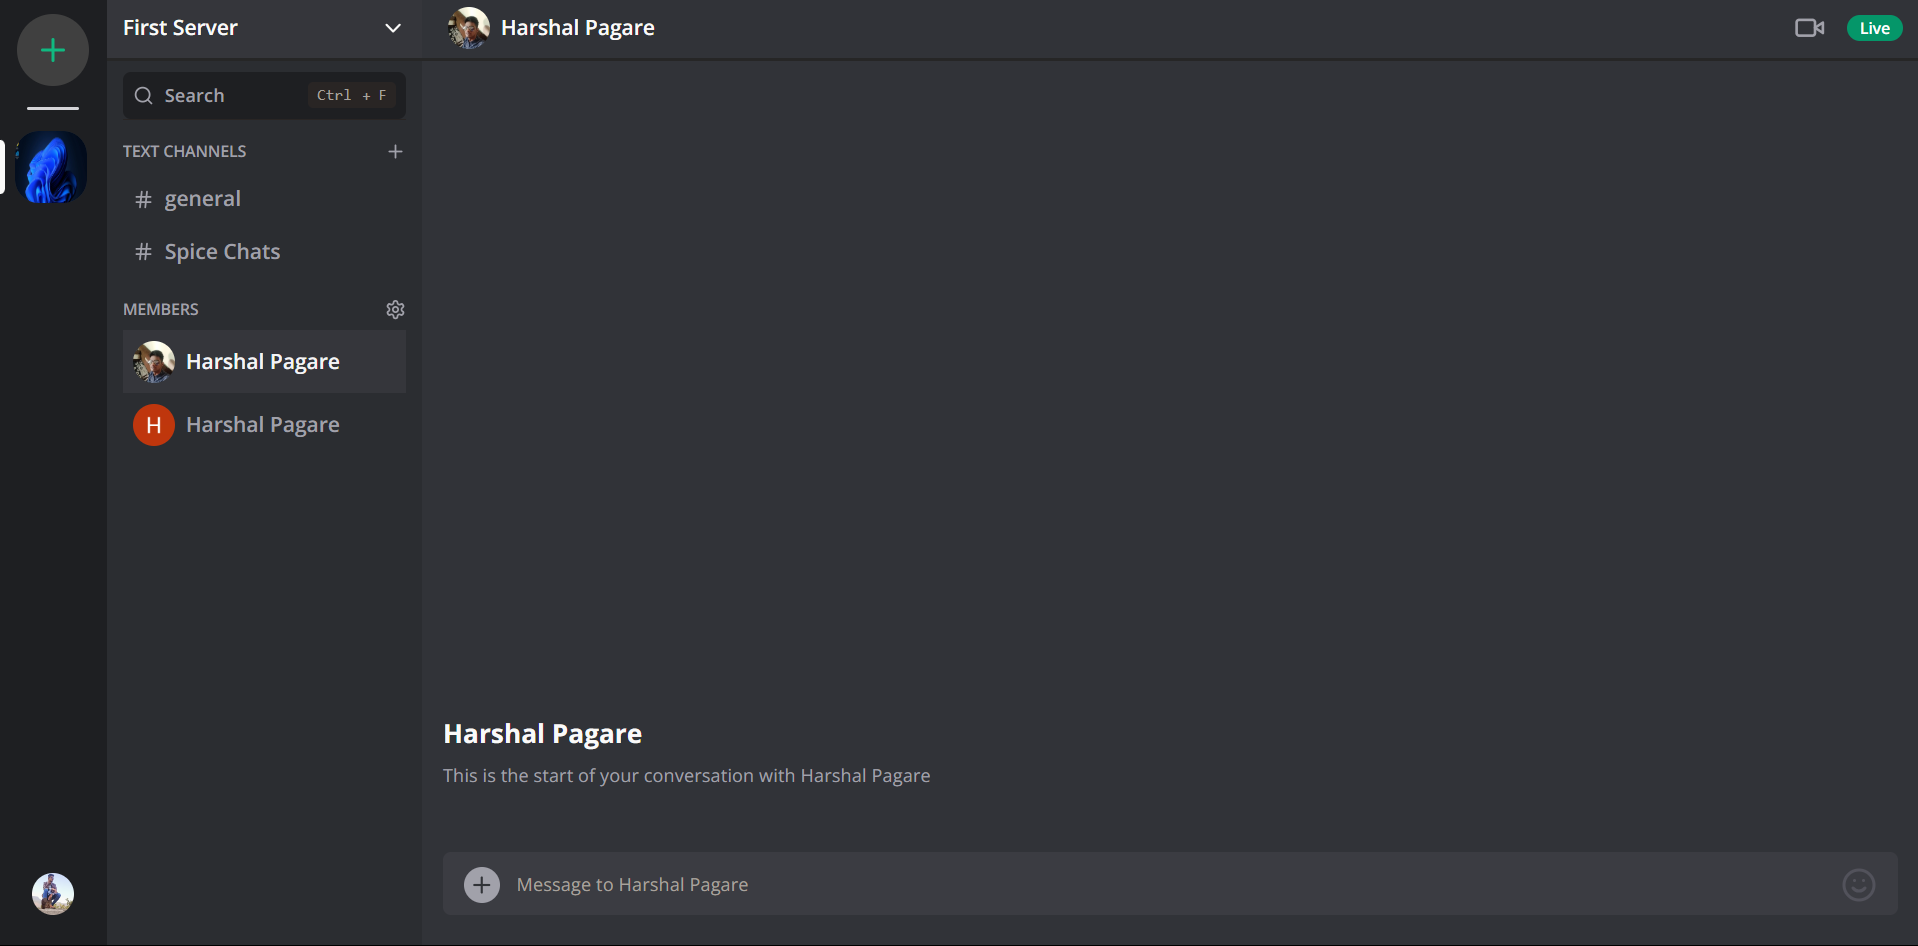 First Server
Search
Ctrl + F
TEXT CHANNELS
# general
# Spice Chats
MEMBERS
Harshal Pagare
H Harshal Pagare
Harshal Pagare
Live
Harshal Pagare
This is the start of your conversation with Harshal Pagare
Message to Harshal Pagare